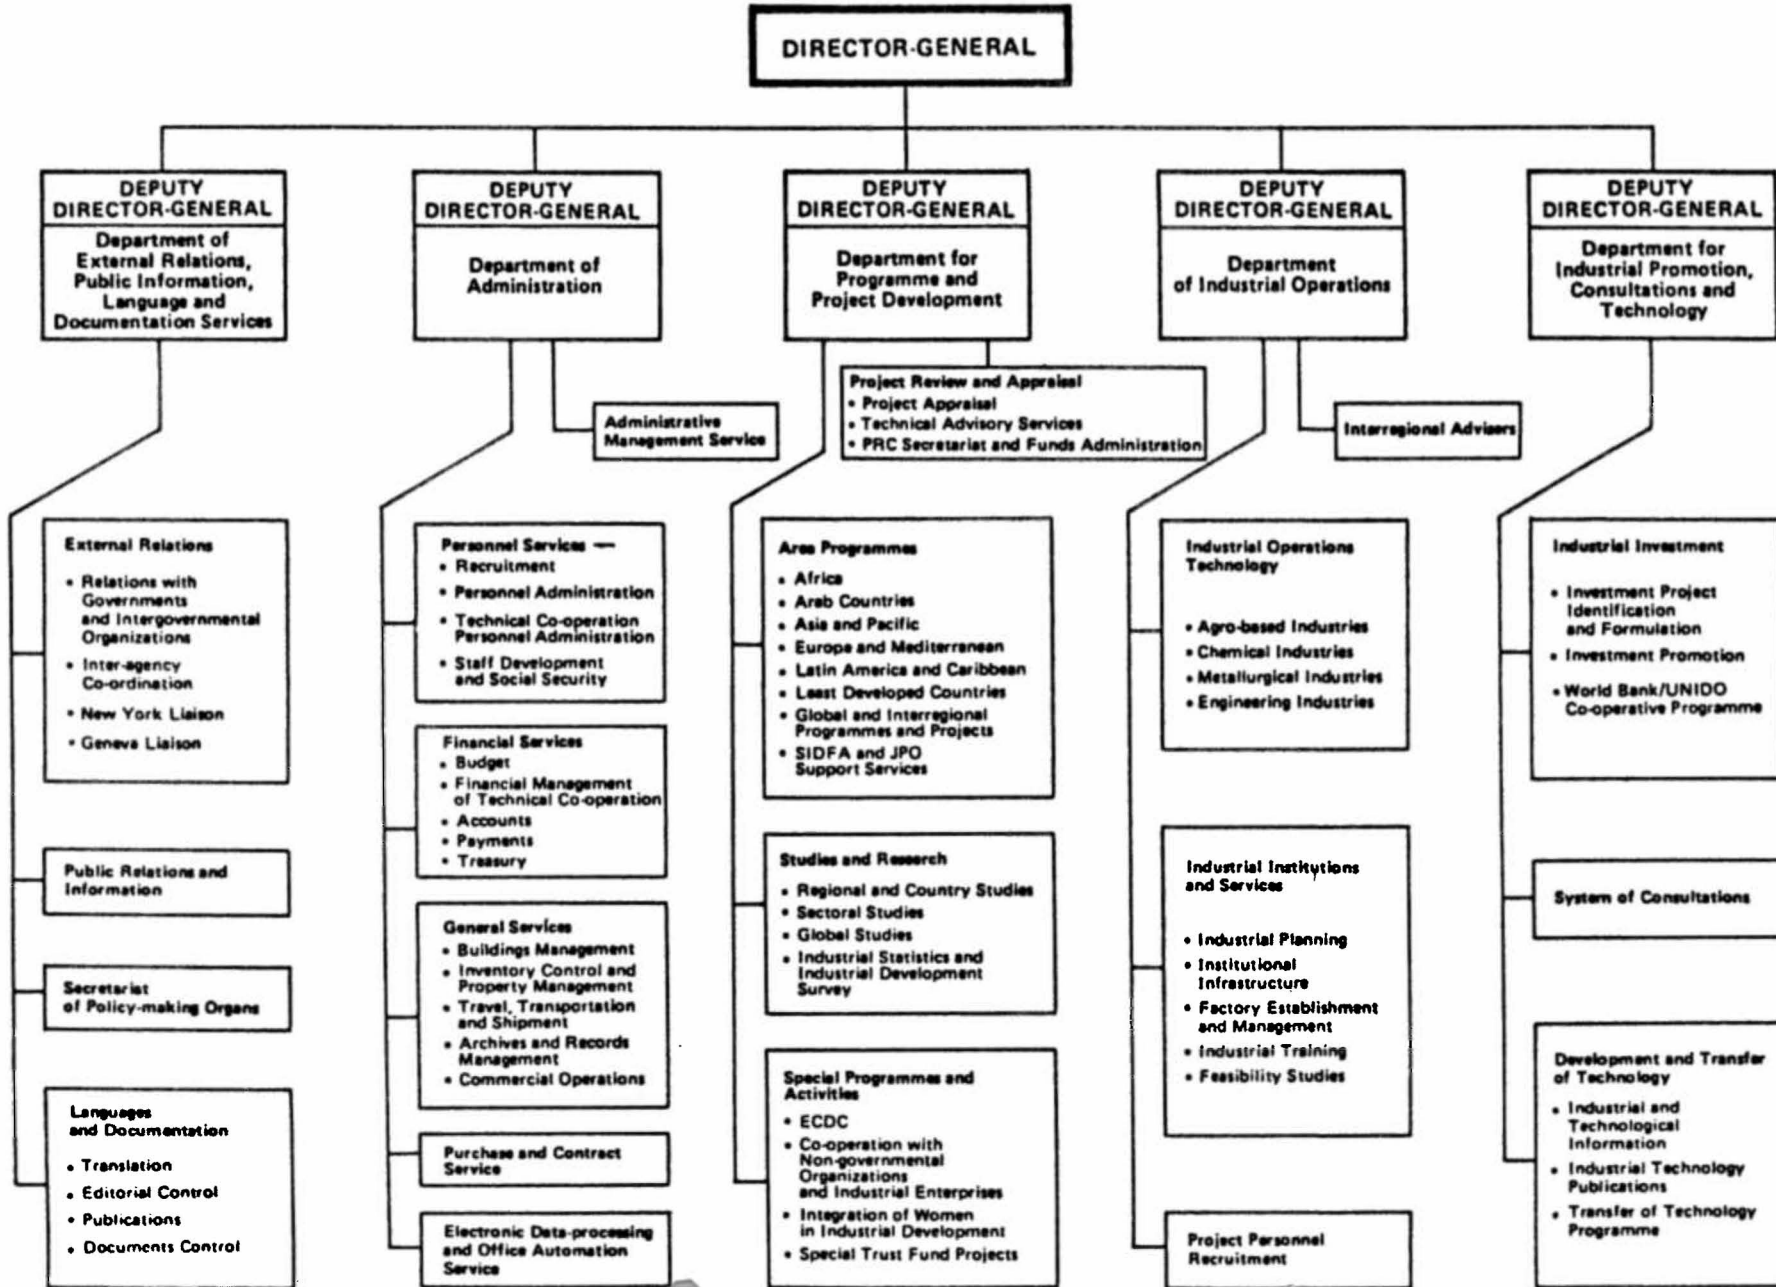 DIRECTOR-GENERAL
DEPUTY
DIRECTOR-GENERAL
Department of
External Relations,
Public Information,
Language and
Documentation Services
External Relations
• Relations with
Governments
and Intergovernmental
Organizations
• Inter-agency
Co-ordination
• New York Liaison
• Geneva Liaison
Public Relations and
Information
Secretariat
of Policy-making Organs
Languages
and Documentation
• Translation
• Editorial Control
• Publications
• Documents Control
DEPUTY
DIRECTOR-GENERAL
Department of
Administration
Administrative
Management Service
Personnel Services —
• Recruitment
• Personnel Administration
• Technical Co-operation
Personnel Administration
• Staff Development
and Social Security
Financial Services
• Budget
• Financial Management
of Technical Co-operation
• Accounts
• Payments
• Treasury
General Services
• Buildings Management
• Inventory Control and
Property Management
• Travel, Transportation
and Shipment
• Archives and Records
Management
• Commercial Operations
Purchase and Contract
Service
Electronic Data-processing
and Office Automation
Service
DEPUTY
DIRECTOR-GENERAL
Department for
Programme and
Project Development
Project Review and Appraisal
• Project Appraisal
• Technical Advisory Services
• PRC Secretariat and Funds Administration
Area Programmes
• Africa
• Arab Countries
• Asia and Pacific
• Europe and Mediterranean
• Latin America and Caribbean
• Least Developed Countries
• Global and Interregional
Programmes and Projects
• SIDFA and JPO
Support Services
Studies and Research
• Regional and Country Studies
• Sectoral Studies
• Global Studies
• Industrial Statistics and
Industrial Development
Survey
Special Programmes and
Activities
• ECDC
• Co-operation with
Non-governmental
Organizations
and Industrial Enterprises
• Integration of Women
in Industrial Development
• Special Trust Fund Projects
DEPUTY
DIRECTOR-GENERAL
Department
of Industrial Operations
Interregional Advisers
Industrial Operations
Technology
• Agro-based Industries
• Chemical Industries
• Metallurgical Industries
• Engineering Industries
Industrial Institutions
and Services
• Industrial Planning
• Institutional
Infrastructure
• Factory Establishment
and Management
• Industrial Training
• Feasibility Studies
Project Personnel
Recruitment
DEPUTY
DIRECTOR-GENERAL
Department for
Industrial Promotion,
Consultations and
Technology
Industrial Investment
• Investment Project
Identification
and Formulation
• Investment Promotion
• World Bank/UNIDO
Co-operative Programme
System of Consultations
Development and Transfer
of Technology
• Industrial and
Technological
Information
• Industrial Technology
Publications
• Transfer of Technology
Programme